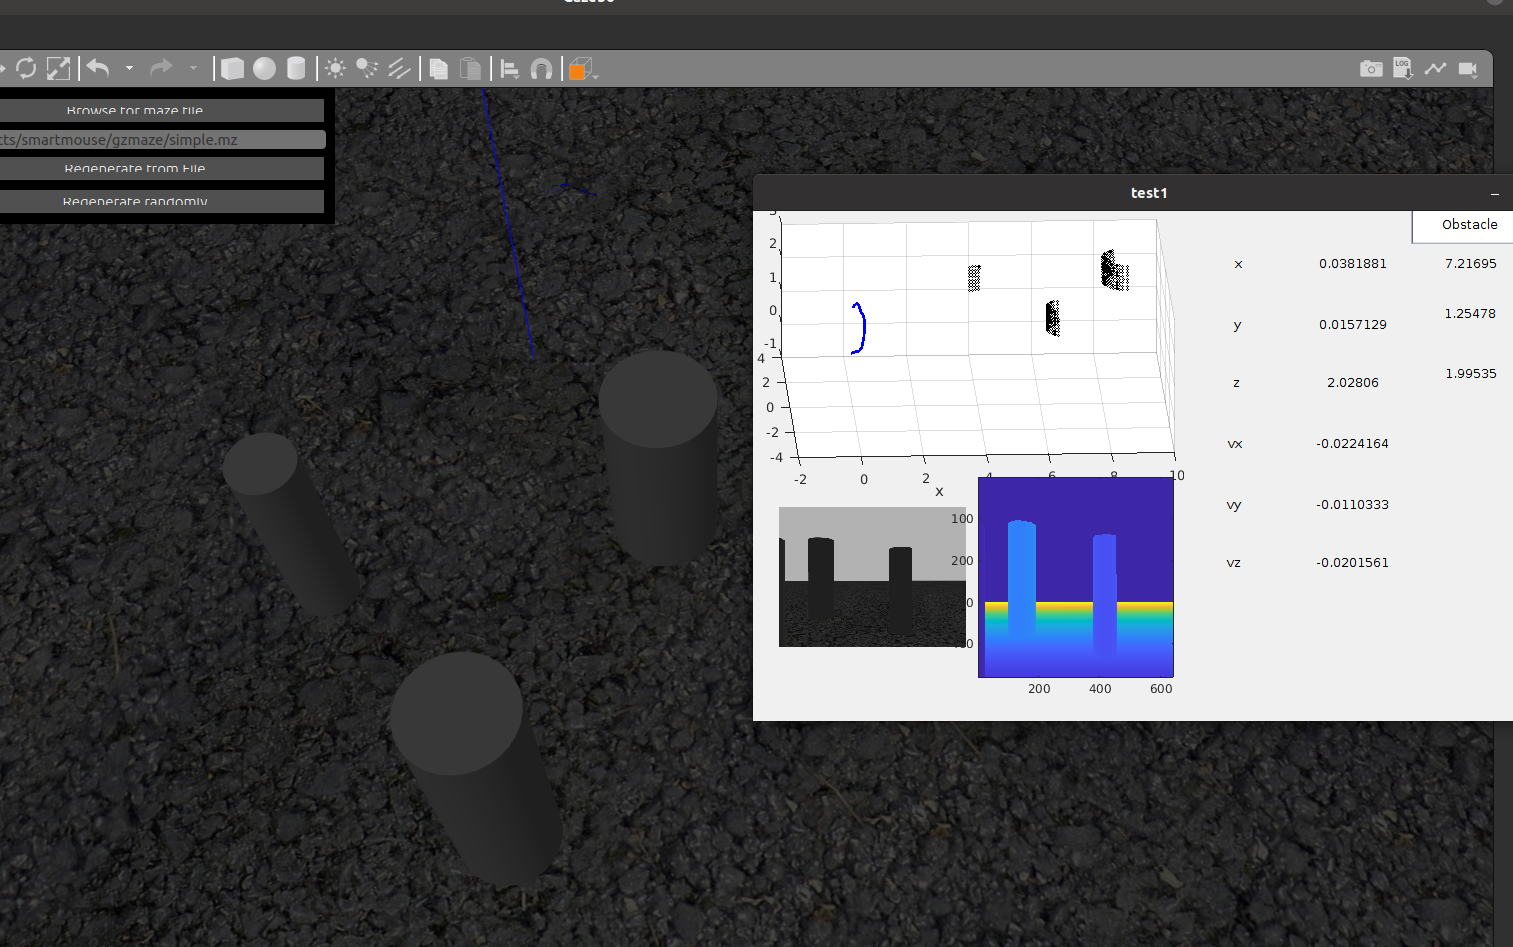 Gazebo
LOG
Browse for maze file
cts/smartmouse/gzmaze/simple.mz
Regenerate from File
Regenerate randomly
test1
Obstacle
3
2
1
0
-1
4
2
0
-2
-4
-2 0 2 4 6 8 10
x
x 0.0381881 7.21695
y 0.0157129 1.25478
z 2.02806 1.99535
vx -0.0224164
vy -0.0110333
vz -0.0201561
100
200
0
0
200 400 600